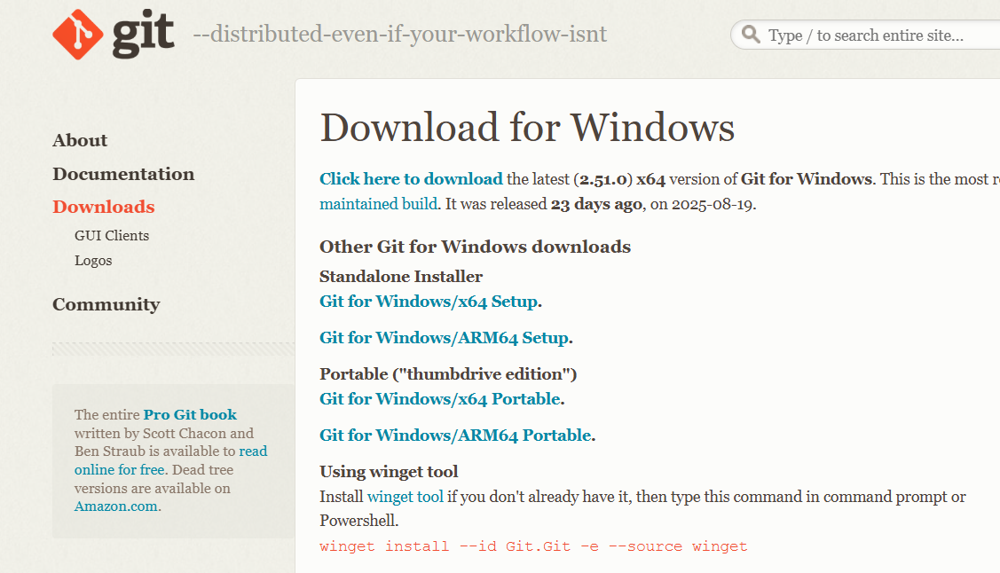 git --distributed-even-if-your-workflow-isnt
Type / to search entire site...
About
Documentation
Downloads
GUI Clients
Logos
Community
The entire Pro Git book
written by Scott Chacon and
Ben Straub is available to read
online for free. Dead tree
versions are available on
Amazon.com.
Download for Windows
Click here to download the latest (2.51.0) x64 version of Git for Windows. This is the most
maintained build. It was released 23 days ago, on 2025-08-19.
Other Git for Windows downloads
Standalone Installer
Git for Windows/x64 Setup.
Git for Windows/ARM64 Setup.
Portable ("thumbdrive edition")
Git for Windows/x64 Portable.
Git for Windows/ARM64 Portable.
Using winget tool
Install winget tool if you don't already have it, then type this command in command prompt or
Powershell.
winget install --id Git.Git -e --source winget